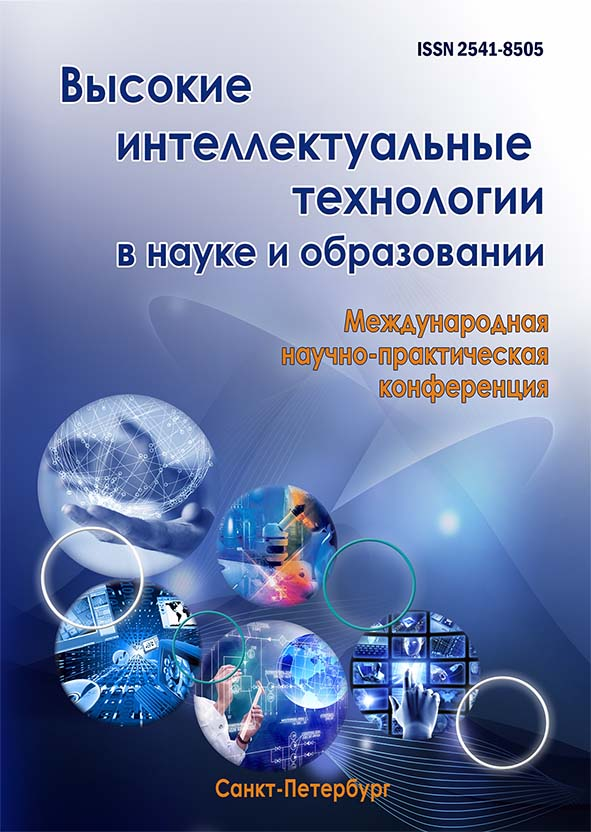 ISSN 2541-8505
Высокие
интеллектуальные
технологии
в науке и образовании
Международная
научно-практическая
конференция
Санкт-Петербург